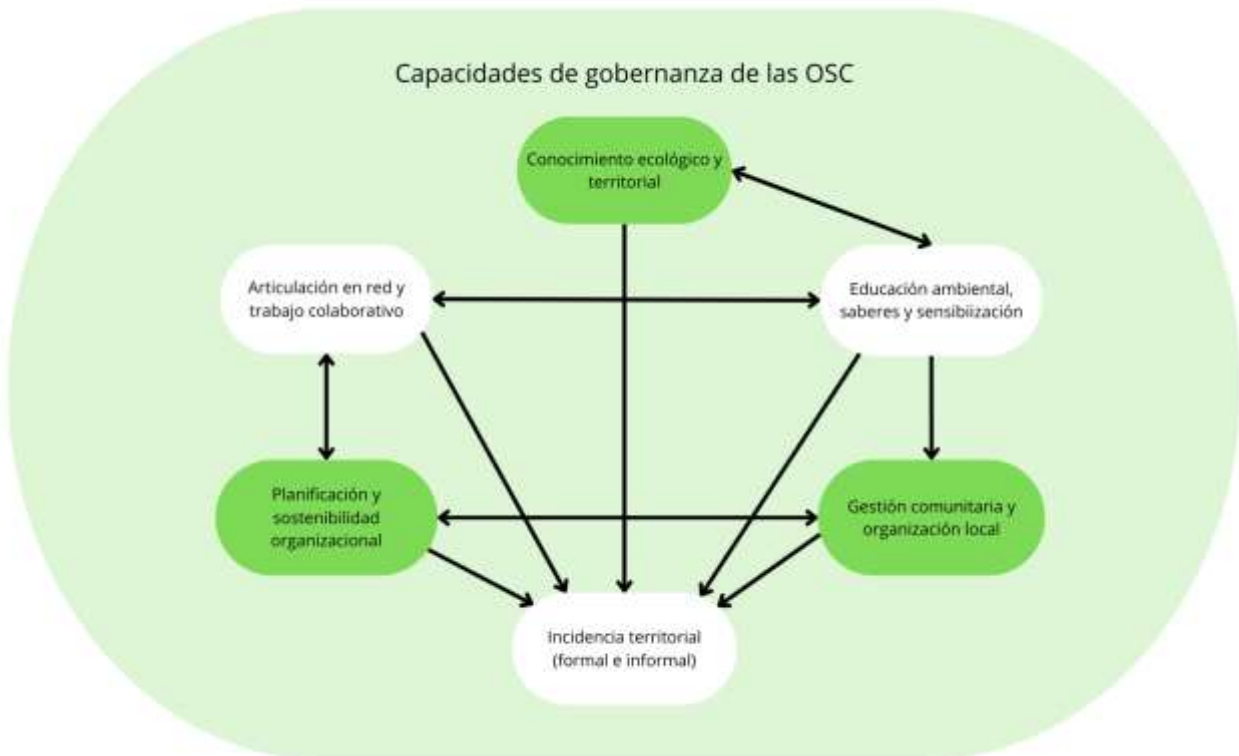 Capacidades de gobernanza de las OSC
Conocimiento ecológico y
territorial
Articulación en red y
trabajo colaborativo
Educación ambiental,
saberes y sensibiización
Planificación y
sostenibilidad
organizacional
Gestión comunitaria y
organización local
Incidencia territorial
(formal e informal)